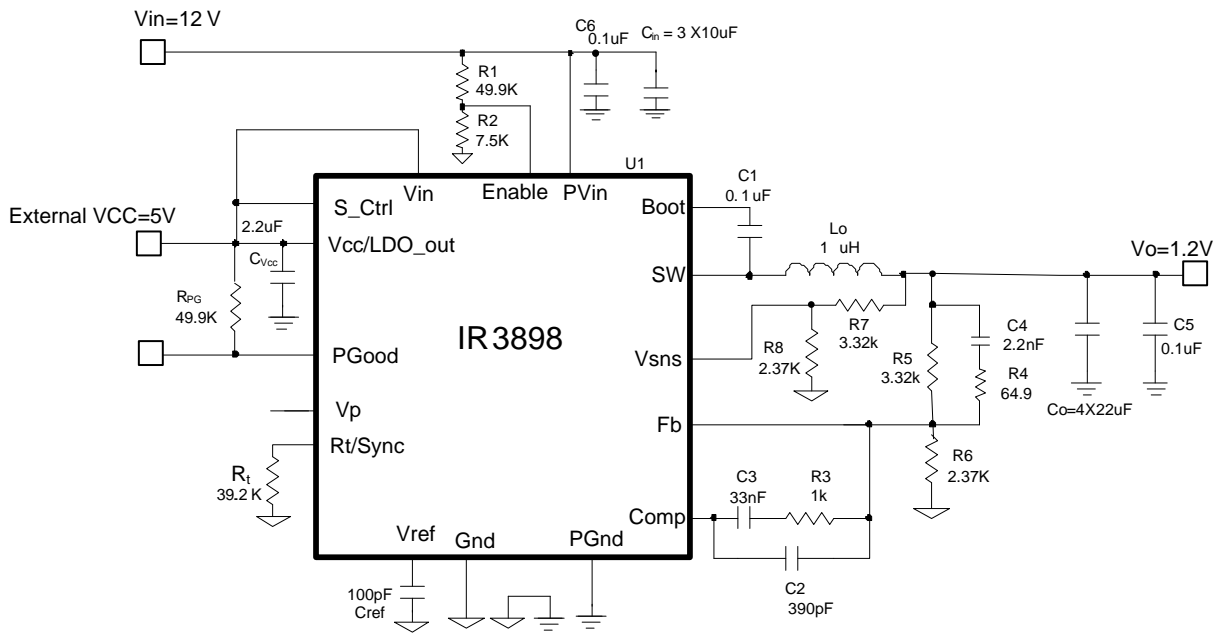 Vin=12 V
C6
0.1uF
Cin = 3 X10uF
R1
49.9K
R2
7.5K
U1
Vin
Enable
PVin
C1
0.1uF
S_Ctrl
Boot
External VCC=5V
2.2uF
Vcc/LDO_out
CVcc
Lo
1 uH
Vo=1.2V
SW
RPG
49.9K
IR3898
R7
3.32k
R8
2.37K
Vsns
R5
3.32k
C4
2.2nF
R4
64.9
C5
0.1uF
Co=4X22uF
PGood
Vp
Fb
Rt/Sync
Rt
39.2 K
R6
2.37K
C3
33nF
R3
1k
Comp
Vref
Gnd
PGnd
100pF
Cref
C2
390pF